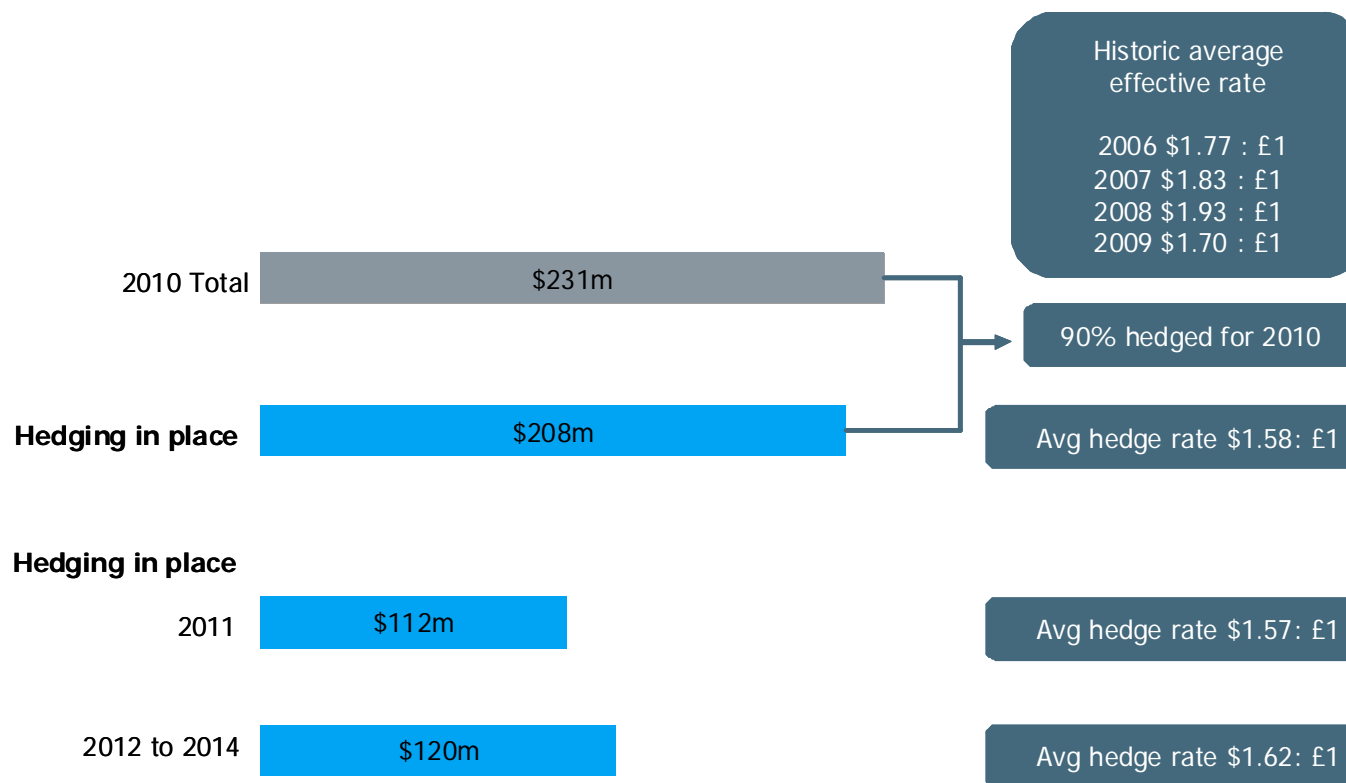 Historic average
effective rate
2006 $1.77 : £1
2007 $1.83 : £1
2008 $1.93 : £1
2009 $1.70 : £1
2010 Total
$231m
90% hedged for 2010
Hedging in place
$208m
Avg hedge rate $1.58: £1
Hedging in place
2011
$112m
Avg hedge rate $1.57: £1
2012 to 2014
$120m
Avg hedge rate $1.62: £1